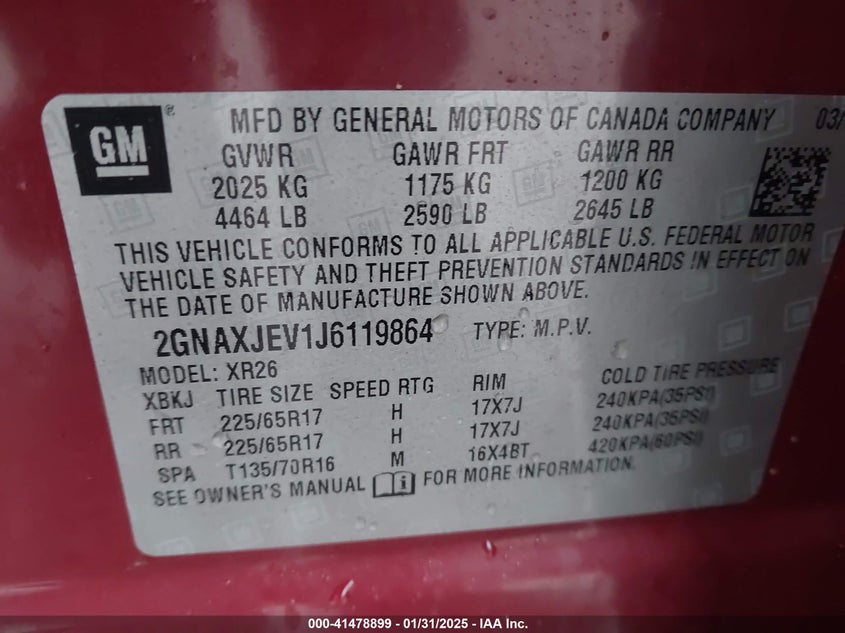 GM ® MFD BY GENERAL MOTORS OF CANADA COMPANY 03/
GVWR GAWR FRT GAWR RR
2025 KG 1175 KG 1200 KG
4464 LB 2590 LB 2645 LB
THIS VEHICLE CONFORMS TO ALL APPLICABLE U.S. FEDERAL MOTOR
VEHICLE SAFETY AND THEFT PREVENTION STANDARDS IN EFFECT ON
THE DATE OF MANUFACTURE SHOWN ABOVE.
2GNAXJEV1J6119864 TYPE: M.P.V.
MODEL: XR26
XBKJ TIRE SIZE SPEED RTG RIM COLD TIRE PRESSURE
FRT 225/65R17 H 17X7J 240KPA(35PSI)
RR 225/65R17 H 17X7J 240KPA(35PSI)
SPA T135/70R16 M 16X4BT 420KPA(60PSI)
SEE OWNER'S MANUAL i FOR MORE INFORMATION.
000-41478899 - 01/31/2025 - IAA Inc.